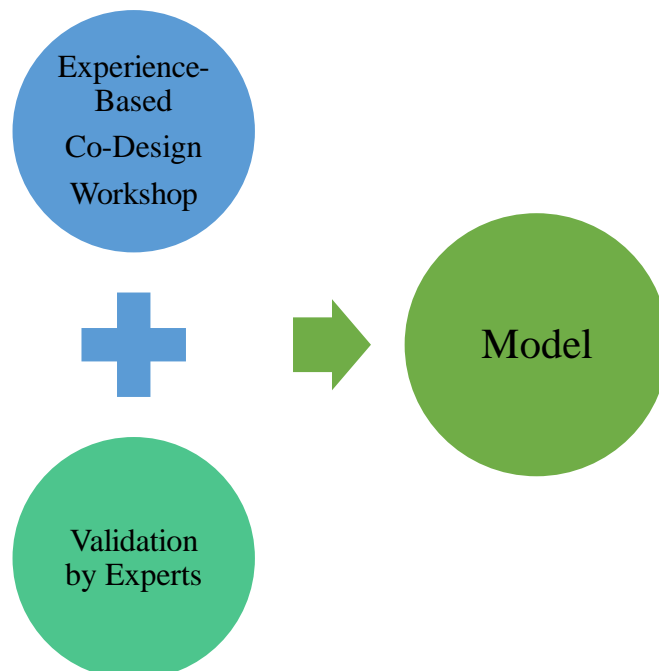 Experience-
Based
Co-Design
Workshop
Model
Validation
by Experts